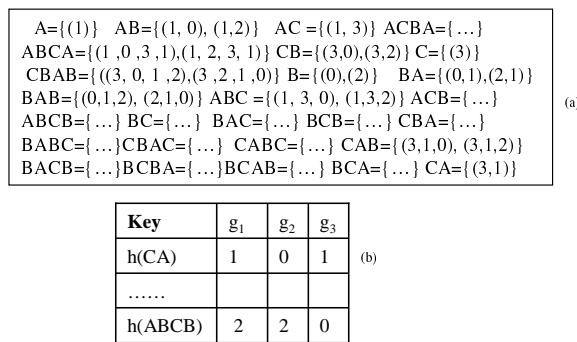 A={(1)} AB={(1, 0), (1,2)} AC ={(1, 3)} ACBA={…}
ABCA={(1 ,0 ,3 ,1),(1, 2, 3, 1)} CB={(3,0),(3,2)} C={(3)}
CBAB={((3, 0, 1 ,2),(3 ,2 ,1 ,0)} B={(0),(2)} BA={(0,1),(2,1)}
BAB={(0,1,2), (2,1,0)} ABC ={(1, 3, 0), (1,3,2)} ACB={…}
(a)
ABCB={…} BC={…} BAC={…} BCB={…} CBA={…}
BABC={…}CBAC={…} CABC={…} CAB={(3,1,0), (3,1,2)}
BACB={…}BCBA={…}BCAB={…} BCA={…} CA={(3,1)}
Key g1 g2 g3
h(CA) 1 0 1
(b)
……
h(ABCB) 2 2 0